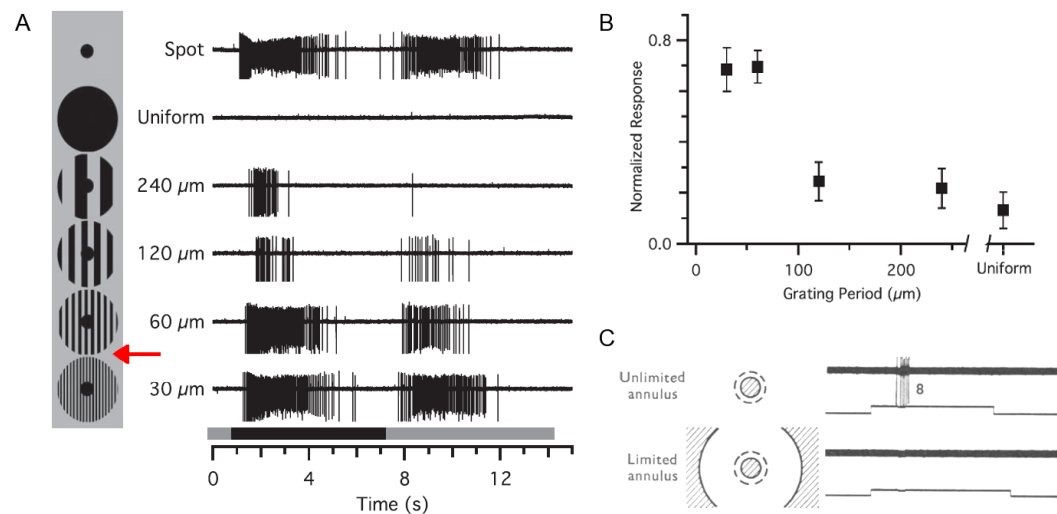 A
Spot
Uniform
240 µm
120 µm
60 µm
30 µm
0
4
8
12
Time (s)
B
0.8
0.0
Normalized Response
0
100
200
Uniform
Grating Period (µm)
C
Unlimited
annulus
8
Limited
annulus